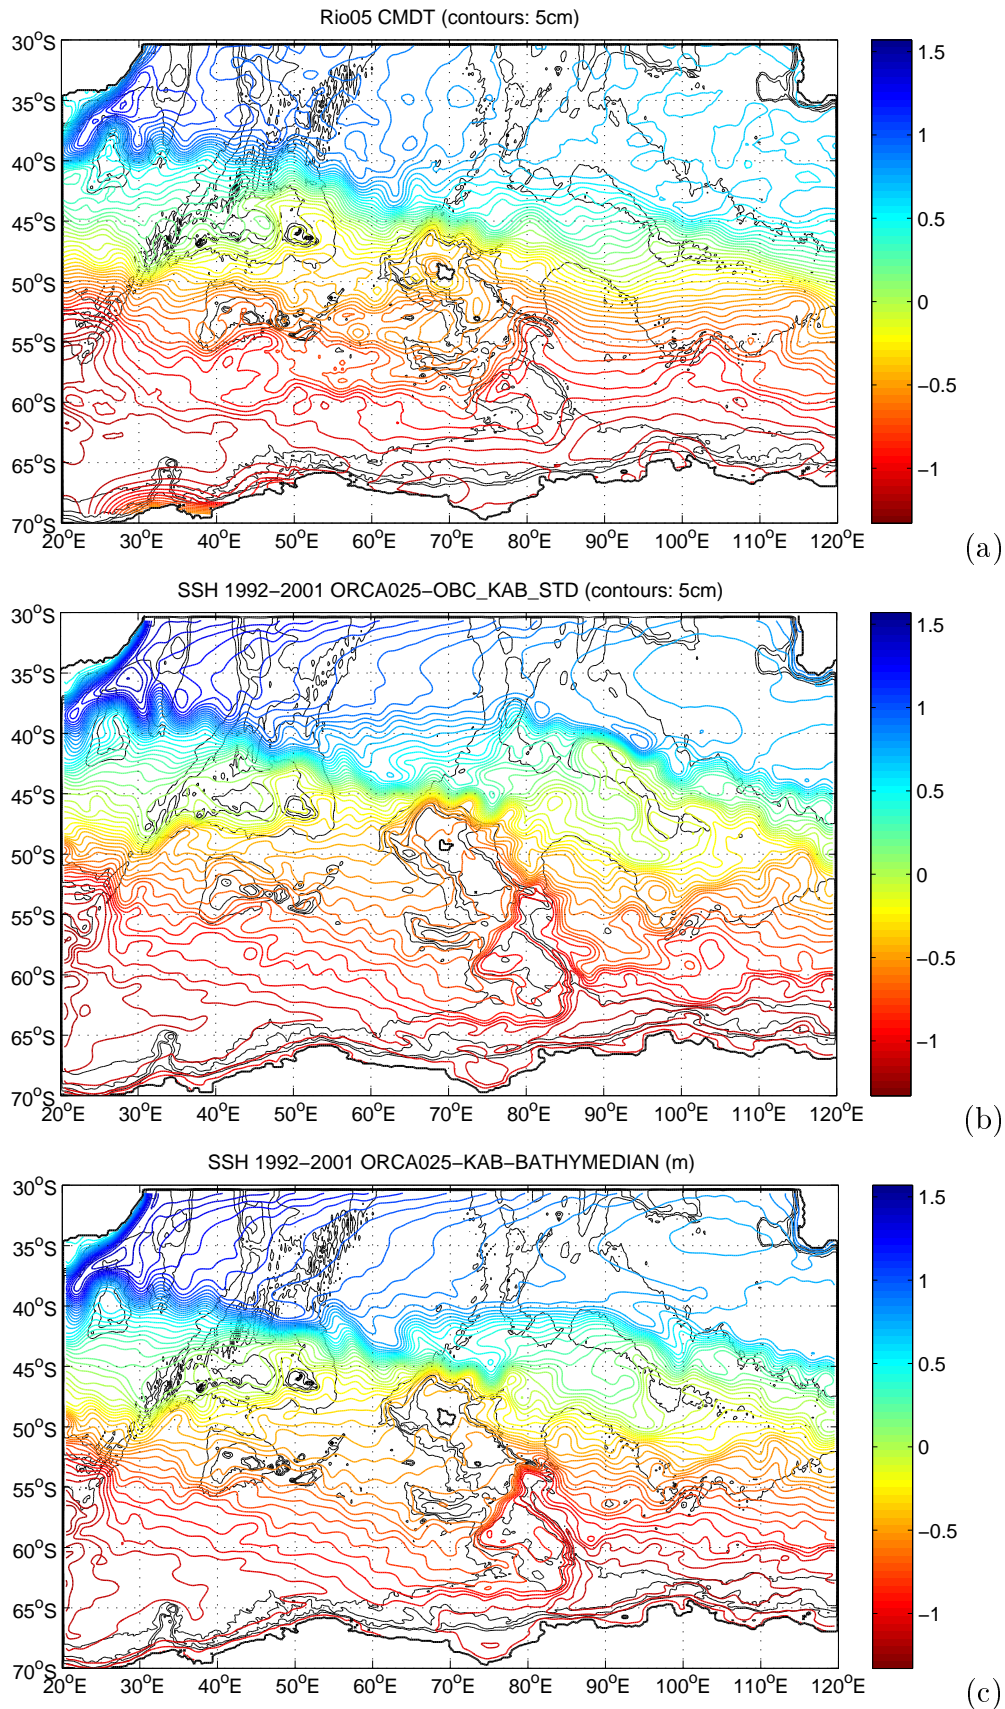 Rio05 CMDT (contours: 5cm)
30°S
35°S
40°S
45°S
50°S
55°S
60°S
65°S
70°S
20°E 30°E 40°E 50°E 60°E 70°E 80°E 90°E 100°E 110°E 120°E
1.5
1
0.5
0
−0.5
−1
(a)
SSH 1992−2001 ORCA025−OBC_KAB_STD (contours: 5cm)
30°S
35°S
40°S
45°S
50°S
55°S
60°S
65°S
70°S
20°E 30°E 40°E 50°E 60°E 70°E 80°E 90°E 100°E 110°E 120°E
1.5
1
0.5
0
−0.5
−1
(b)
SSH 1992−2001 ORCA025−KAB−BATHYMEDIAN (m)
30°S
35°S
40°S
45°S
50°S
55°S
60°S
65°S
70°S
20°E 30°E 40°E 50°E 60°E 70°E 80°E 90°E 100°E 110°E 120°E
1.5
1
0.5
0
−0.5
−1
(c)